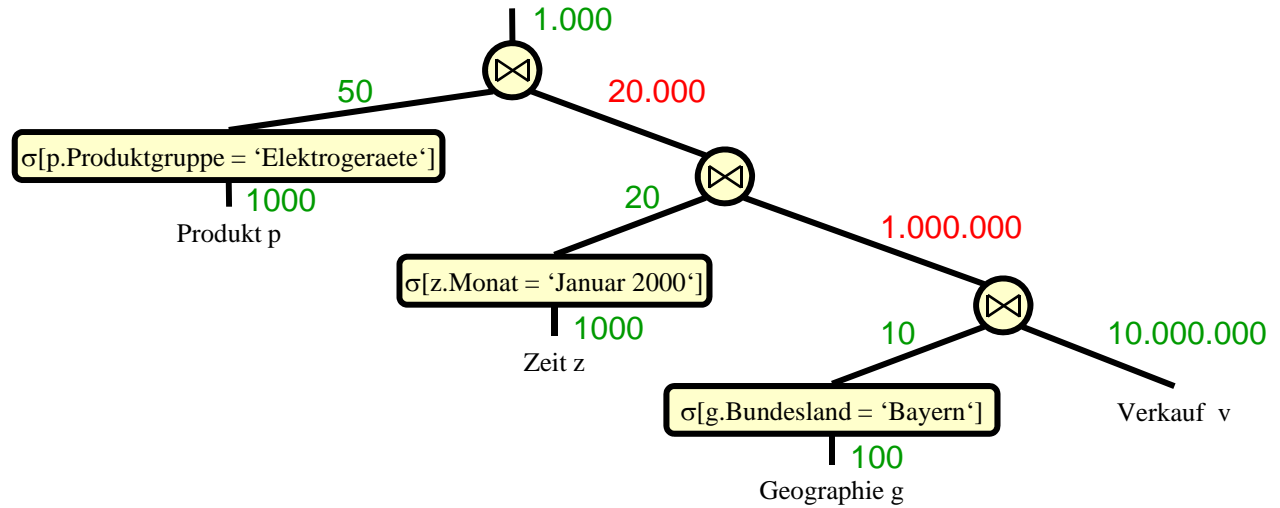 1.000
50
20.000
σ[p.Produktgruppe = ‘Elektrogeraete‘]
1000
Produkt p
20
1.000.000
σ[z.Monat = ‘Januar 2000‘]
1000
Zeit z
10
10.000.000
σ[g.Bundesland = ‘Bayern‘]
Verkauf v
100
Geographie g